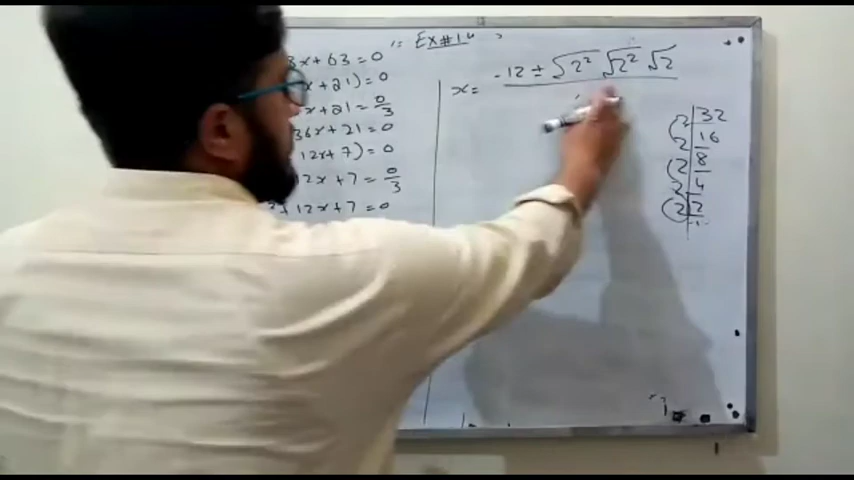 Ex#14
3x+63=0
x+21)=0
x+21=0/3
36x+21=0
12x+7)=0
12x+7=0/3
+12x+7=0
x= -12±√2² √2² √2
2|32
2|16
2|8
2|4
2|2
1